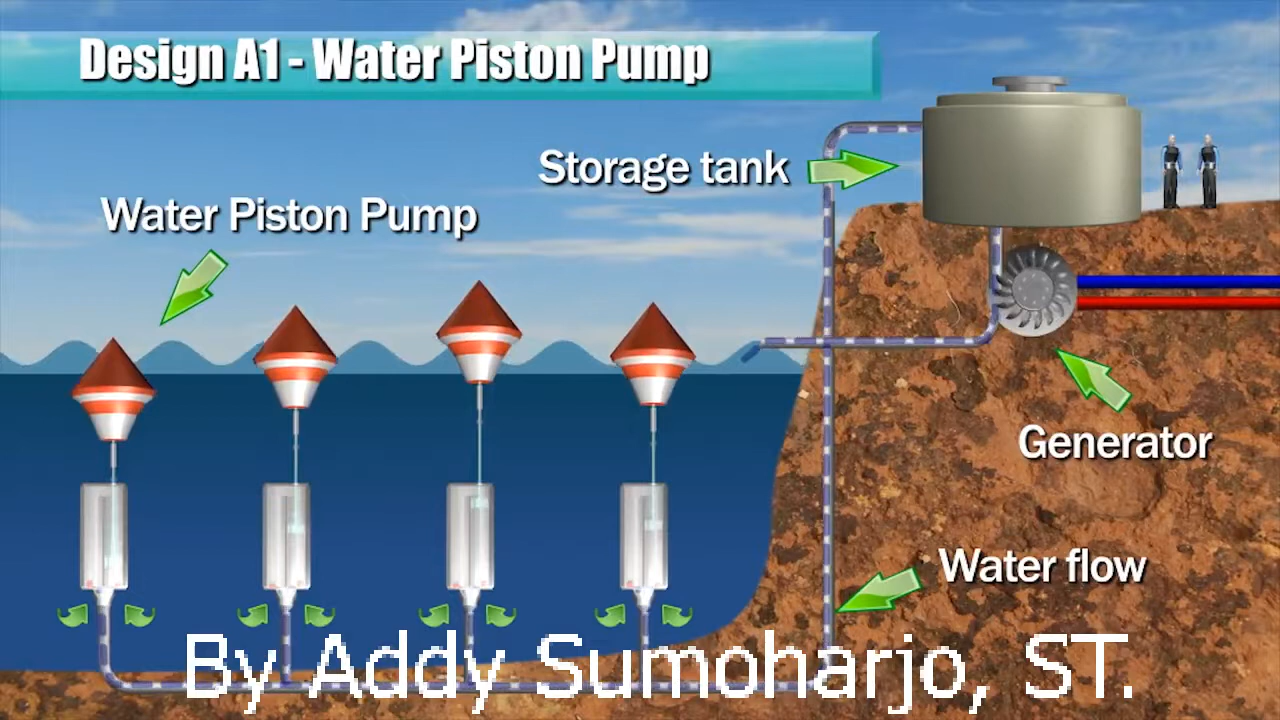 Design A1 - Water Piston Pump
Storage tank
Water Piston Pump
Generator
Water flow
By Addy Sumoharjo, ST.